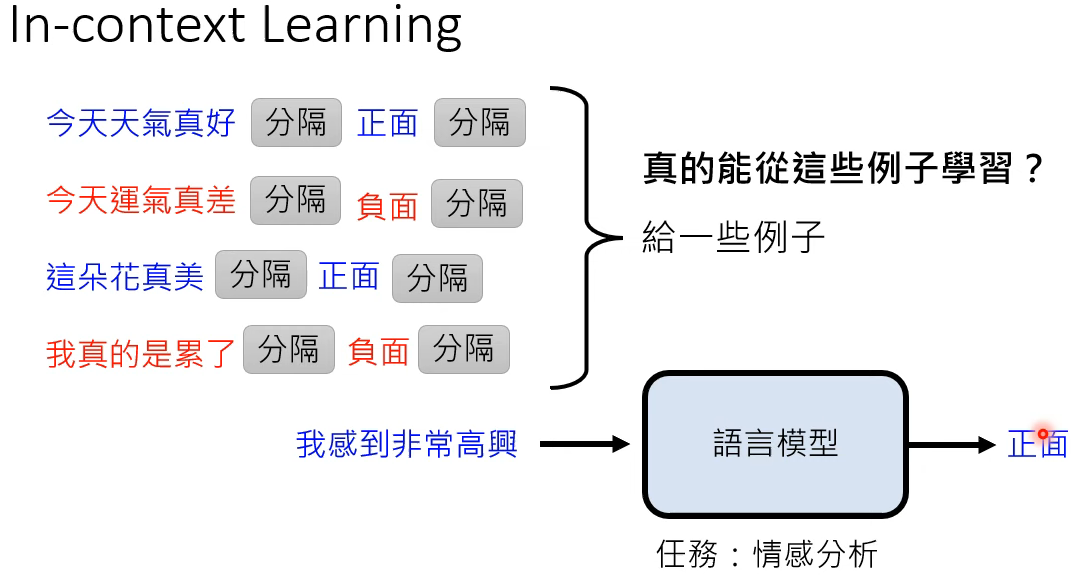 In-context Learning
今天天氣真好 分隔 正面 分隔
今天運氣真差 分隔 負面 分隔
這朵花真美 分隔 正面 分隔
我真的是累了 分隔 負面 分隔
真的能從這些例子學習？
給一些例子
我感到非常高興
語言模型
正面
任務：情感分析